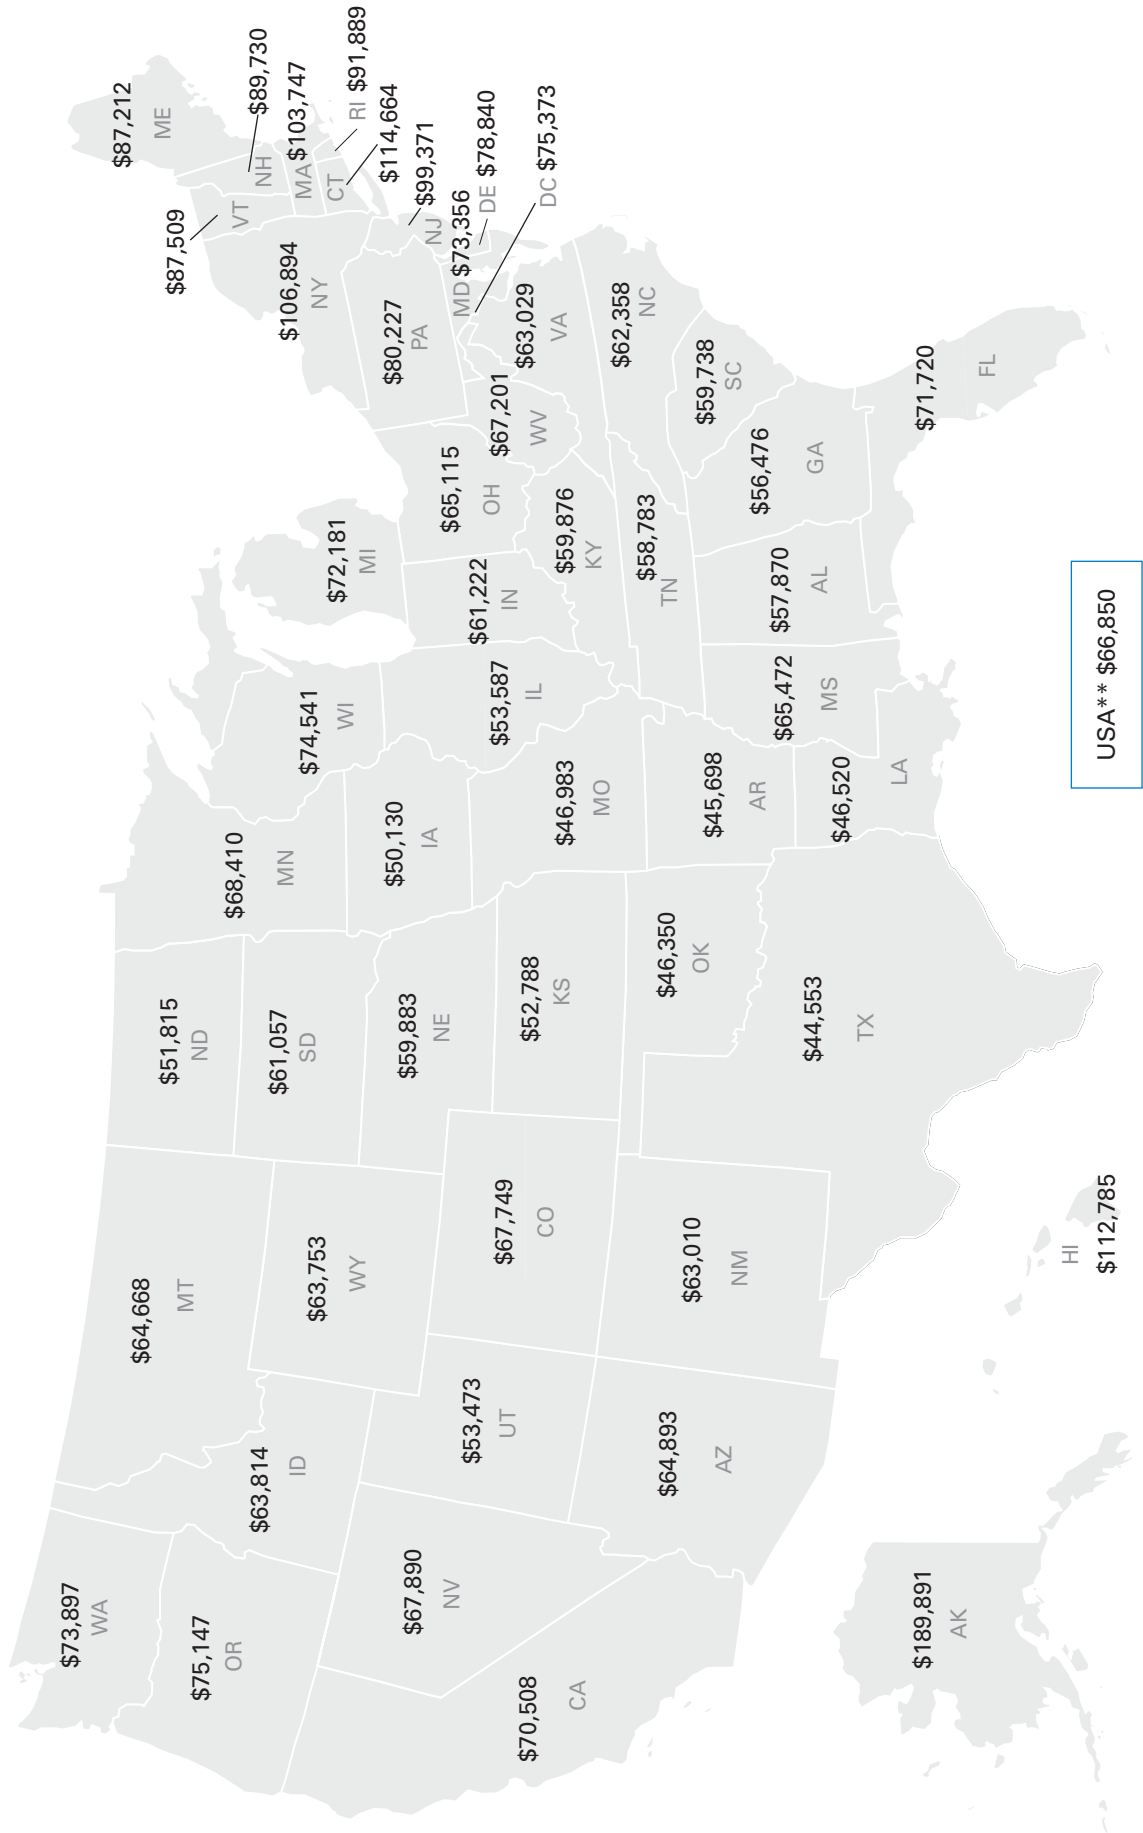 $73,897
WA
$75,147
OR
$70,508
CA
$67,890
NV
$63,814
ID
$64,668
MT
$63,753
WY
$53,473
UT
$64,893
AZ
$67,749
CO
$63,010
NM
$51,815
ND
$61,057
SD
$59,883
NE
$52,788
KS
$46,350
OK
$44,553
TX
$68,410
MN
$50,130
IA
$46,983
MO
$45,698
AR
$46,520
LA
$74,541
WI
$53,587
IL
$65,472
MS
$72,181
MI
$61,222
IN
$65,115
OH
$59,876
KY
$58,783
TN
$57,870
AL
$56,476
GA
$71,720
FL
$59,738
SC
$62,358
NC
$63,029
VA
$67,201
WV
$80,227
PA
$106,894
NY
$87,509
VT
$87,212
ME
$89,730
NH
MA $103,747
RI $91,889
$114,664
CT
$99,371
NJ
MD $73,356
DE $78,840
DC $75,373
$189,891
AK
HI
$112,785
USA** $66,850